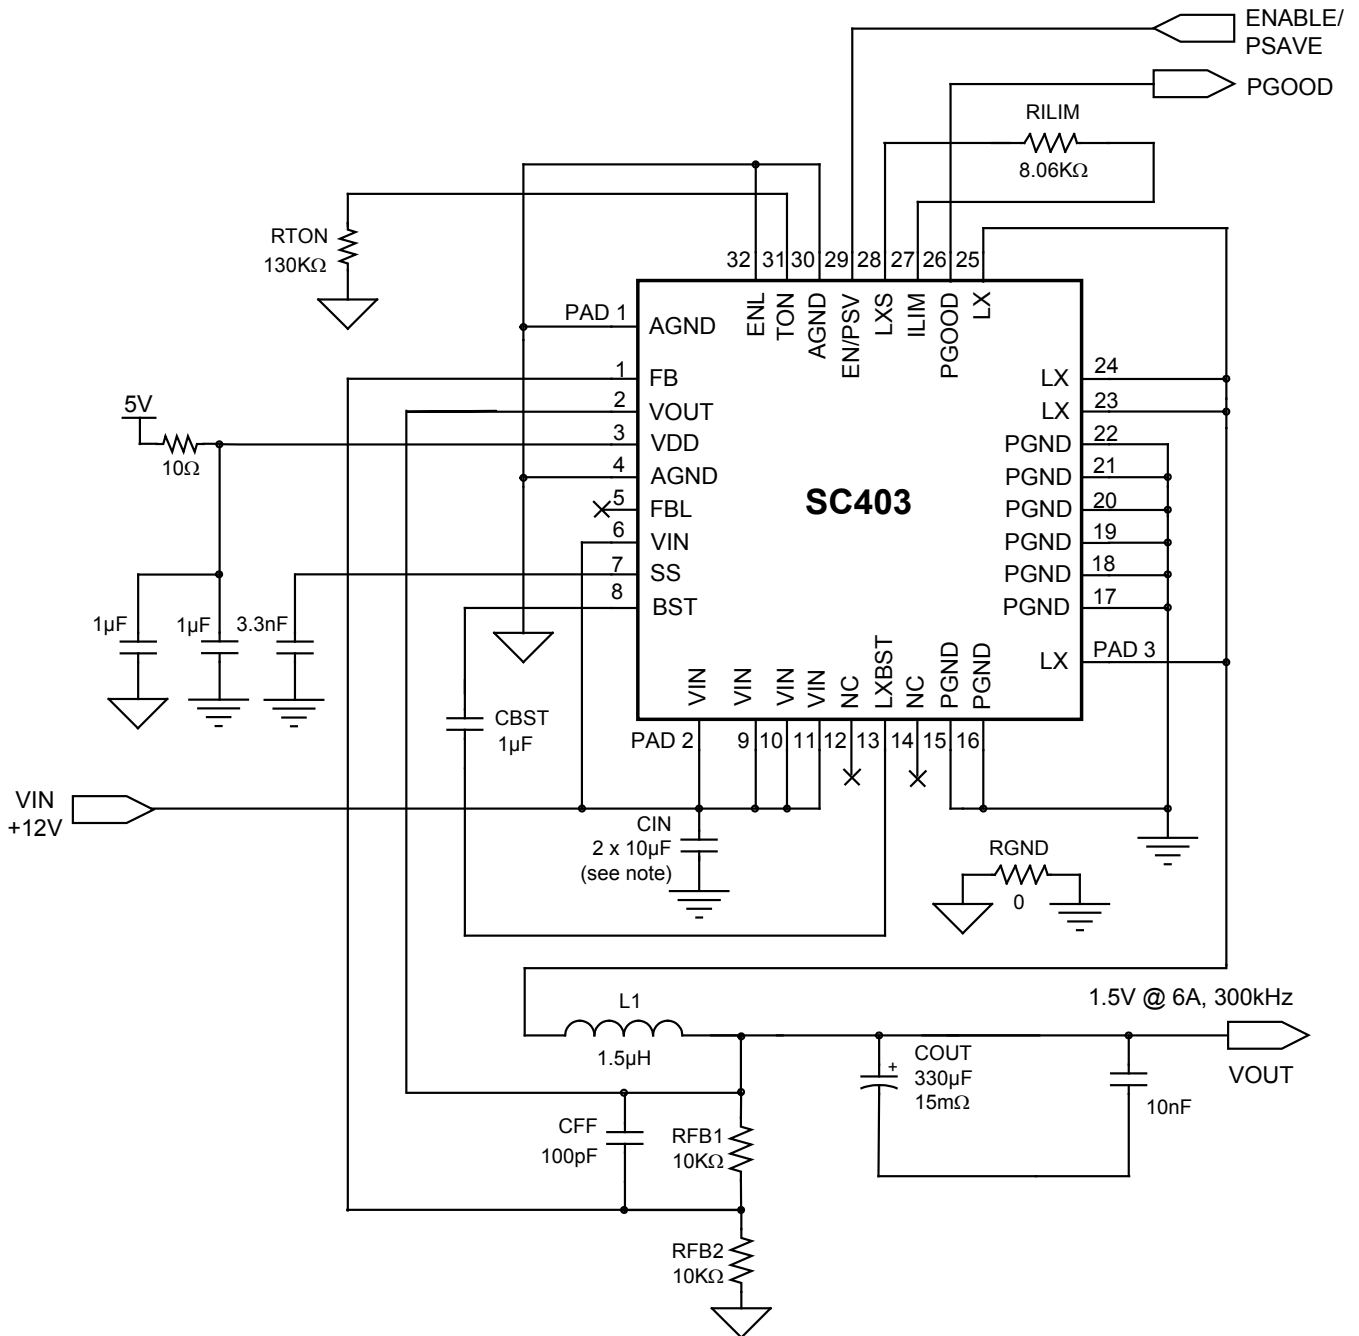 ENABLE/
PSAVE
PGOOD
RILIM
8.06KΩ
RTON
130KΩ
32 31 30 29 28 27 26 25
ENL
TON
AGND
EN/PSV
LXS
ILIM
PGOOD
LX
PAD 1 AGND
1 FB
2 VOUT
3 VDD
4 AGND
5 FBL
6 VIN
7 SS
8 BST
5V
10Ω
SC403
LX 24
LX 23
PGND 22
PGND 21
PGND 20
PGND 19
PGND 18
PGND 17
LX PAD 3
1µF
1µF
3.3nF
CBST
1µF
VIN
VIN
VIN
VIN
NC
LXBST
NC
PGND
PGND
PAD 2 9 10 11 12 13 14 15 16
VIN
+12V
CIN
2 x 10µF
(see note)
RGND
0
L1
1.5µH
1.5V @ 6A, 300kHz
VOUT
COUT
+
330µF
15mΩ
10nF
CFF
100pF
RFB1
10KΩ
RFB2
10KΩ